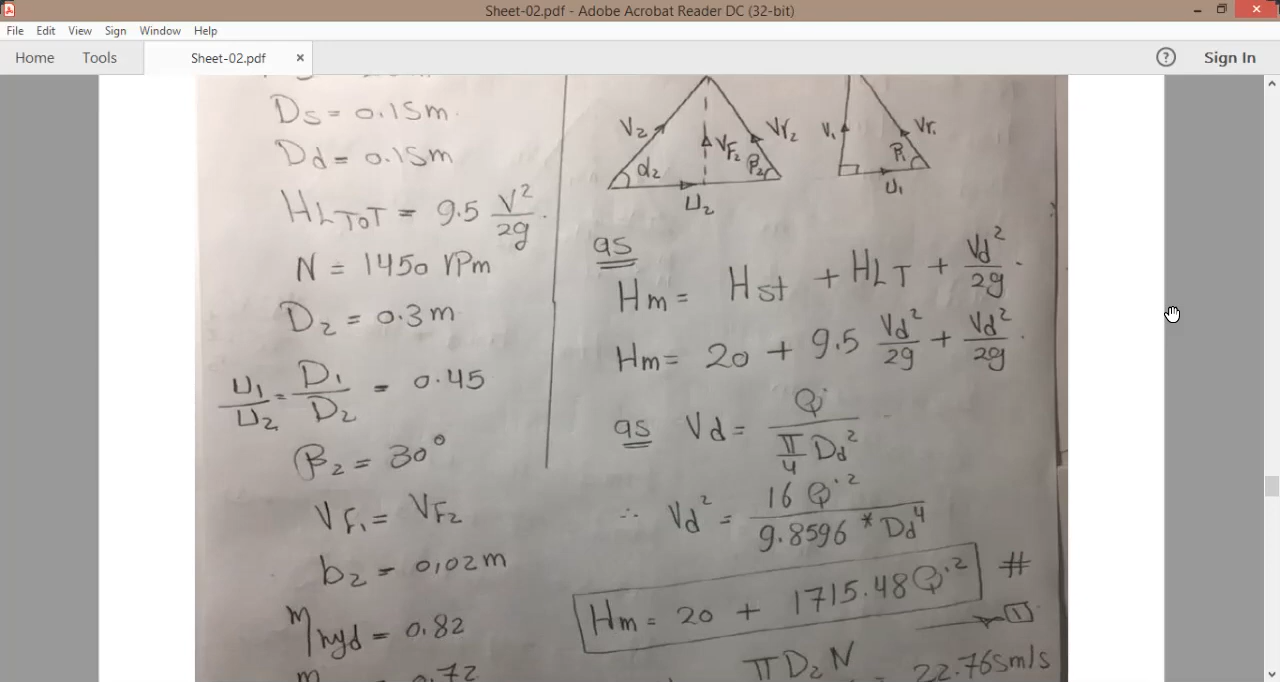 Sheet-02.pdf - Adobe Acrobat Reader DC (32-bit)
File Edit View Sign Window Help
Home Tools Sheet-02.pdf × ? Sign In
Ds = 0.15m.
Dd = 0.15m
HLTOT = 9.5 V²/2g.
N = 1450 rpm
D2 = 0.3m
U1/U2 = D1/D2 = 0.45
β2 = 30°
VF1 = VF2
b2 = 0,02m
ηhyd = 0.82
0.72
V2 VF2 Vr2
α2 β2
U2
V1 Vr1
β1
U1
as
Hm = Hst + HLT + Vd²/2g.
Hm = 20 + 9.5 Vd²/2g + Vd²/2g.
as Vd = Q/(π/4 Dd²)
∴ Vd² = 16 Q²/(9.8596 * Dd⁴)
Hm = 20 + 1715.48Q² #
→ 1
πD2N = 22.765m/s